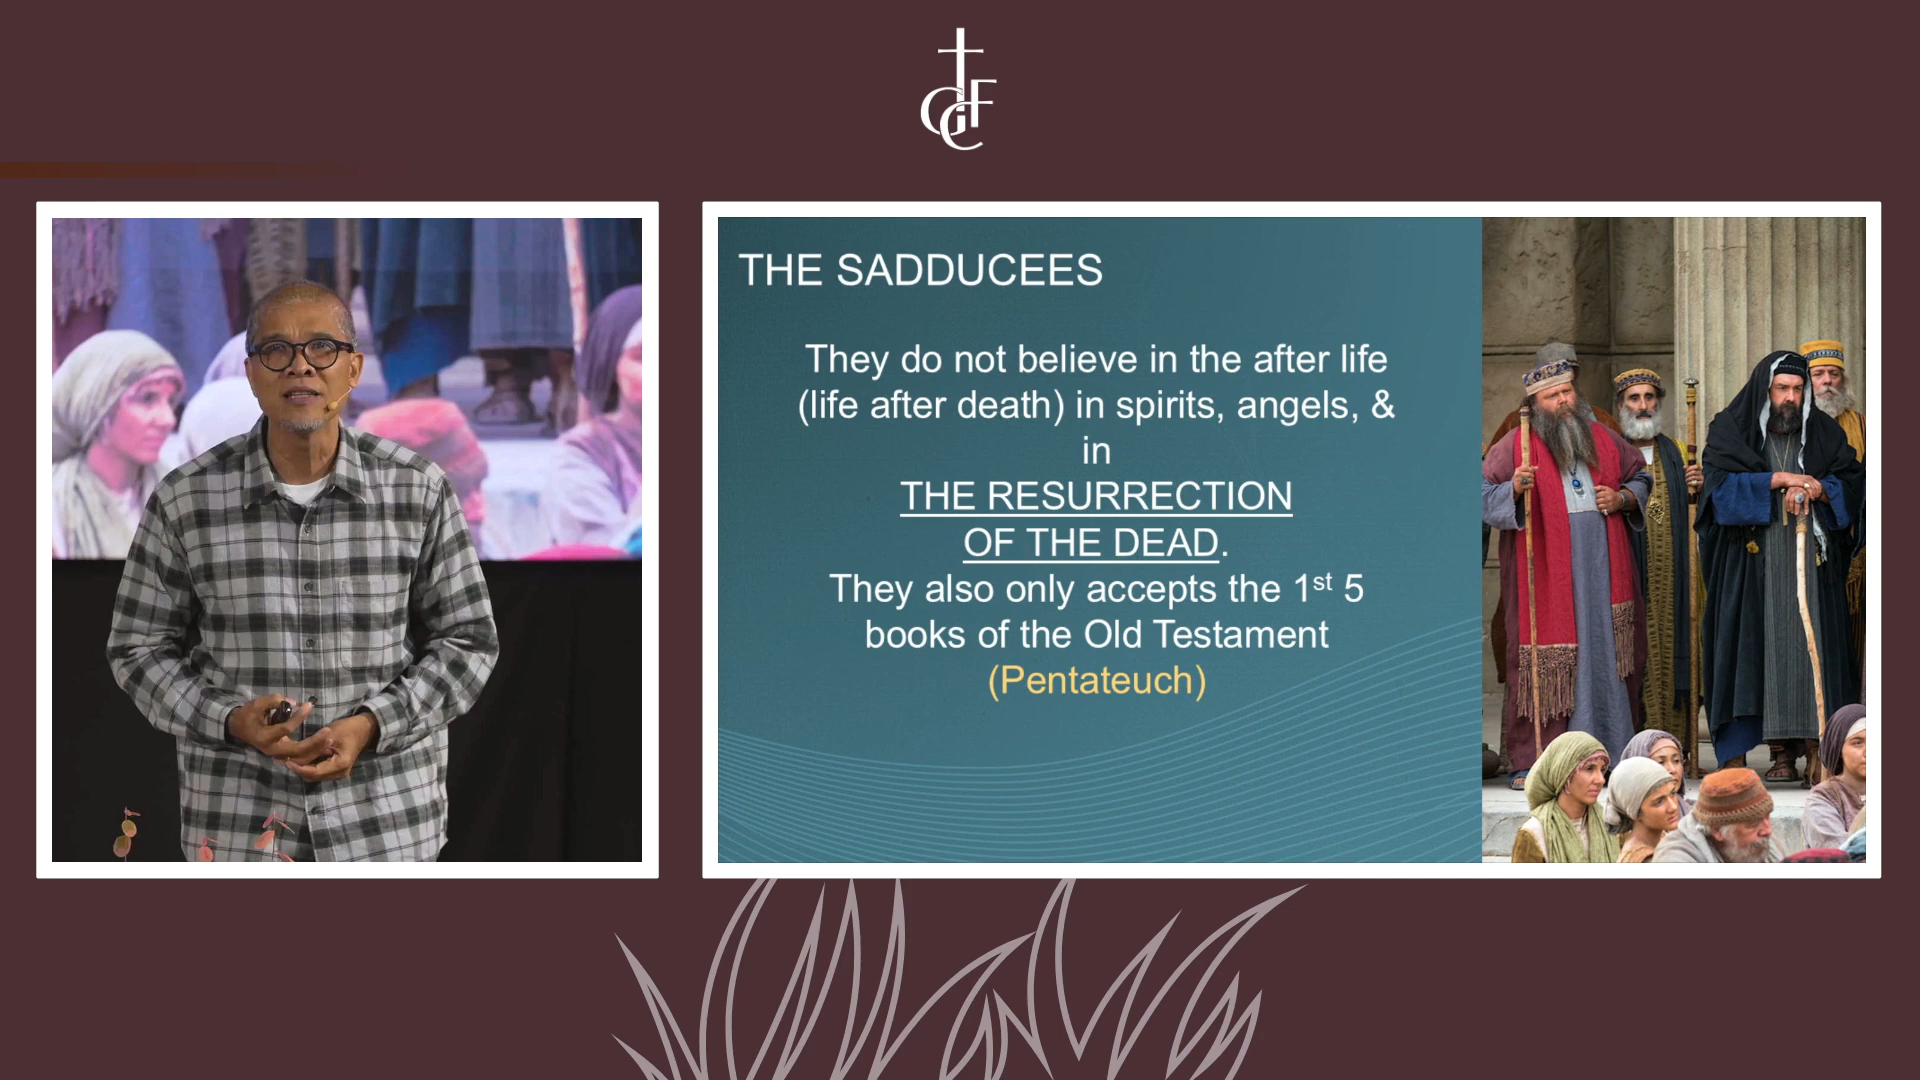 GCF
THE SADDUCEES
They do not believe in the after life
(life after death) in spirits, angels, &
in
THE RESURRECTION
OF THE DEAD.
They also only accepts the 1st 5
books of the Old Testament
(Pentateuch)